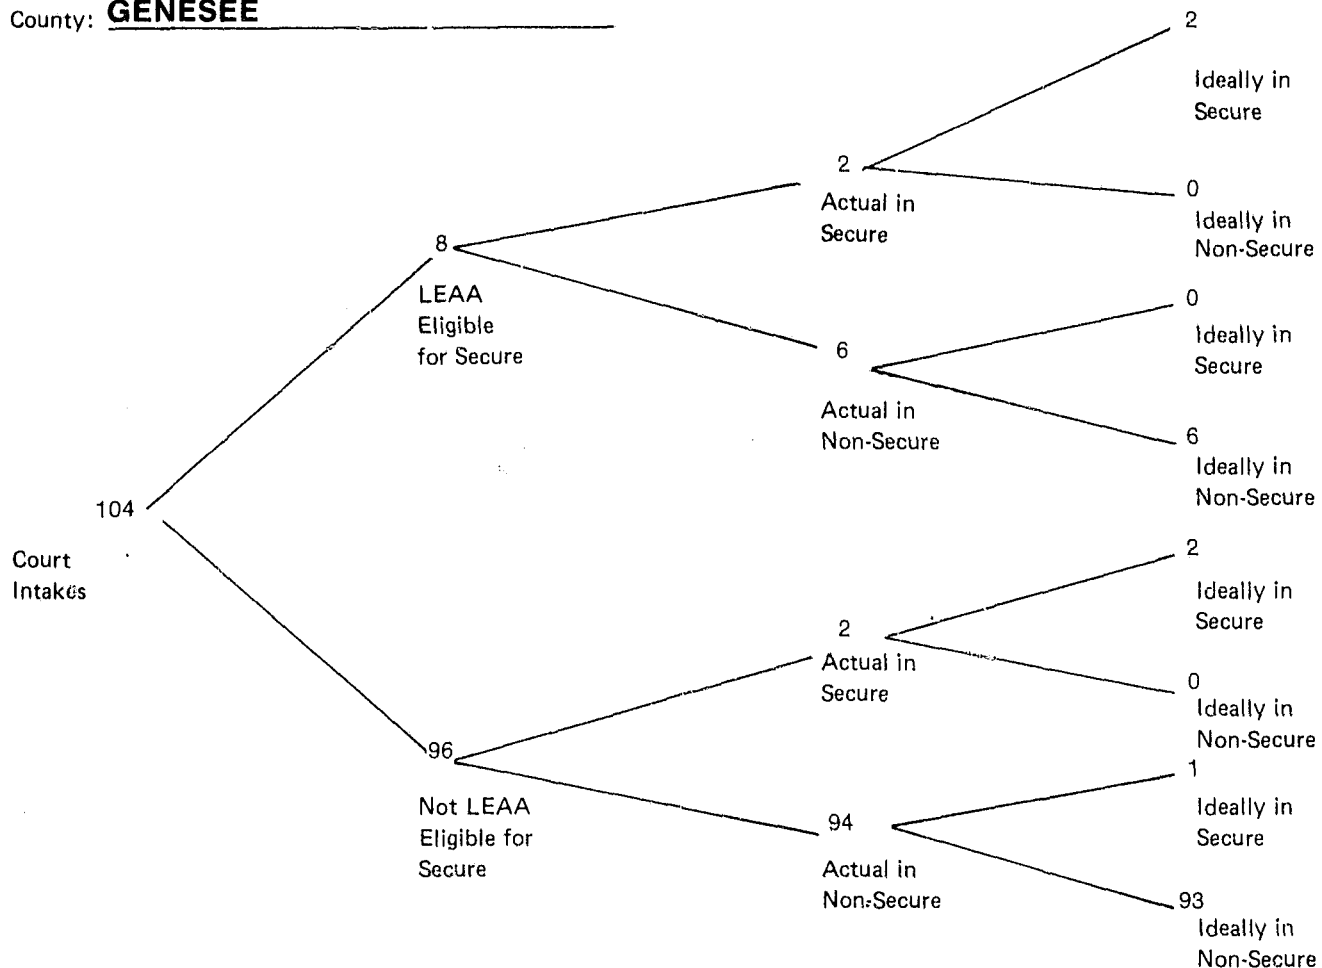 County: GENESEE
2
Ideally in
Secure
2
Actual in
Secure
0
Ideally in
Non-Secure
8
LEAA
Eligible
for Secure
0
Ideally in
Secure
6
Actual in
Non-Secure
6
Ideally in
Non-Secure
104
Court
Intakes
2
Ideally in
Secure
2
Actual in
Secure
0
Ideally in
Non-Secure
96
Not LEAA
Eligible for
Secure
1
Ideally in
Secure
94
Actual in
Non-Secure
93
Ideally in
Non-Secure